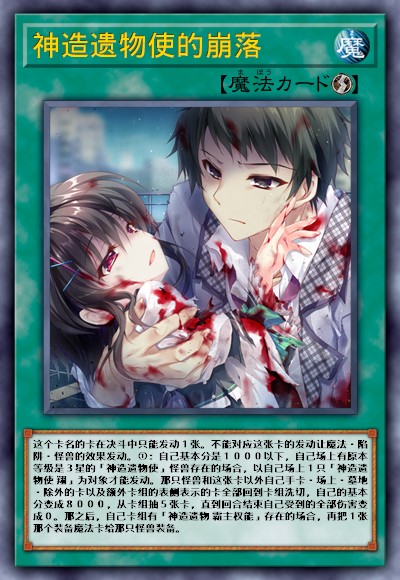 神造遗物使的崩落
魔
【魔法カード】
まほう
这个卡名的卡在决斗中只能发动1张。不能对应这张卡的发动让魔法·陷
阱·怪兽的效果发动。①：自己基本分是1000以下，自己场上有原本
等级是3星的「神造遗物使」怪兽存在的场合，以自己场上1只「神造遗
物使 翔」为对象才能发动。那只怪兽和这张卡以外自己手卡·场上·墓地
·除外的卡以及额外卡组的表侧表示的卡全部回到卡组洗切，自己的基本
分变成8000，从卡组抽5张卡，直到回合结束自己受到的全部伤害变
成0。那之后，自己卡组有「神造遗物 霸主权能」存在的场合，再把1张
那个装备魔法卡给那只怪兽装备。